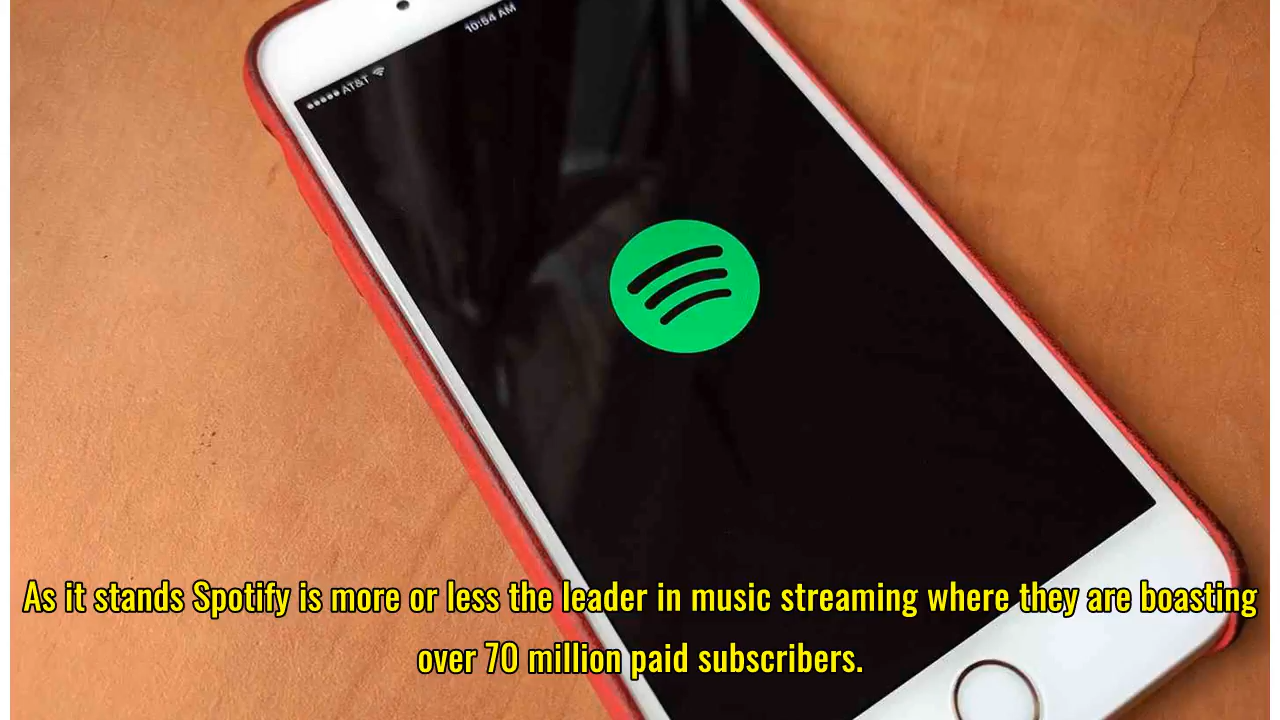 10:54 AM
●●●●● AT&T
As it stands Spotify is more or less the leader in music streaming where they are boasting
over 70 million paid subscribers.